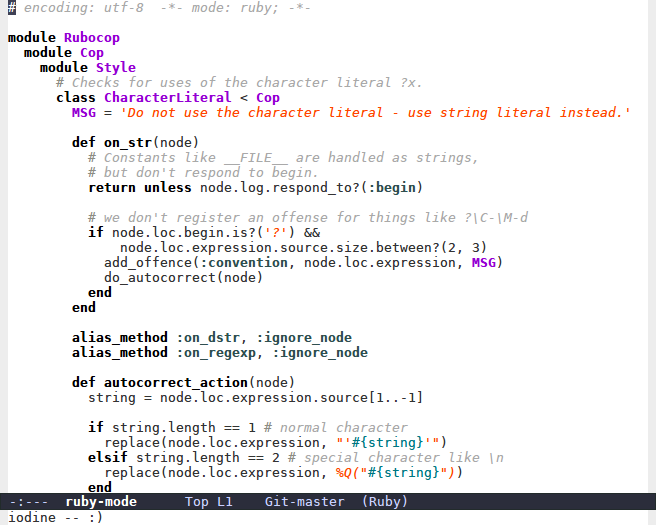 # encoding: utf-8  -*- mode: ruby; -*-

module Rubocop
  module Cop
    module Style
      # Checks for uses of the character literal ?x.
      class CharacterLiteral < Cop
        MSG = 'Do not use the character literal - use string literal instead.'

        def on_str(node)
          # Constants like __FILE__ are handled as strings,
          # but don't respond to begin.
          return unless node.log.respond_to?(:begin)

          # we don't register an offense for things like ?\C-\M-d
          if node.loc.begin.is?('?') &&
              node.loc.expression.source.size.between?(2, 3)
            add_offence(:convention, node.loc.expression, MSG)
            do_autocorrect(node)
          end
        end

        alias_method :on_dstr, :ignore_node
        alias_method :on_regexp, :ignore_node

        def autocorrect_action(node)
          string = node.loc.expression.source[1..-1]

          if string.length == 1 # normal character
            replace(node.loc.expression, "'#{string}'")
          elsif string.length == 2 # special character like \n
            replace(node.loc.expression, %Q("#{string}"))
          end
-:---  ruby-mode      Top L1    Git-master  (Ruby)
iodine -- :)